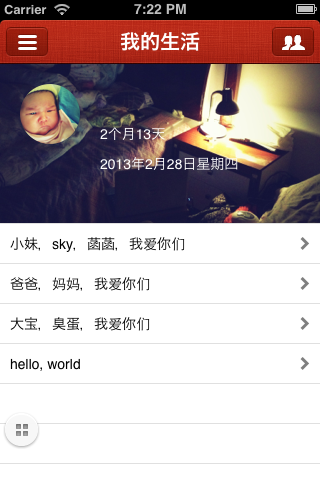 Carrier 7:22 PM
我的生活
2个月13天
2013年2月28日星期四
小妹，sky，菡菡，我爱你们
爸爸，妈妈，我爱你们
大宝，臭蛋，我爱你们
hello, world